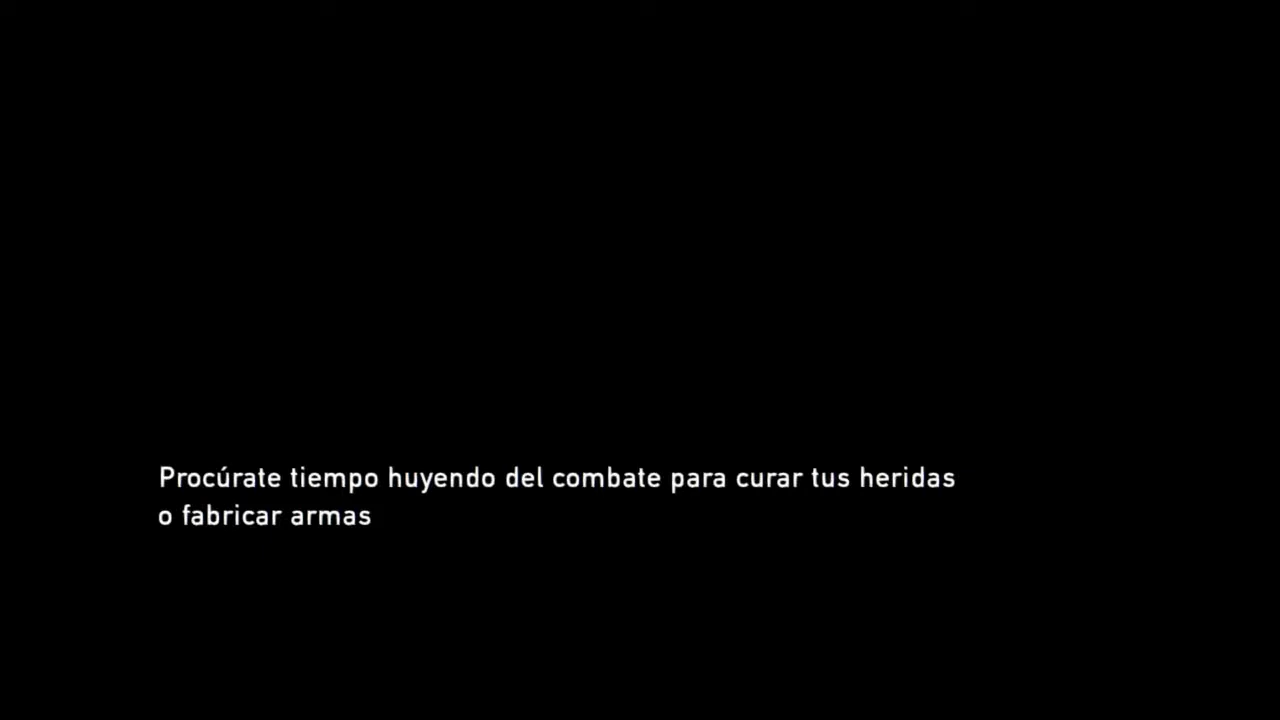 Procúrate tiempo huyendo del combate para curar tus heridas
o fabricar armas